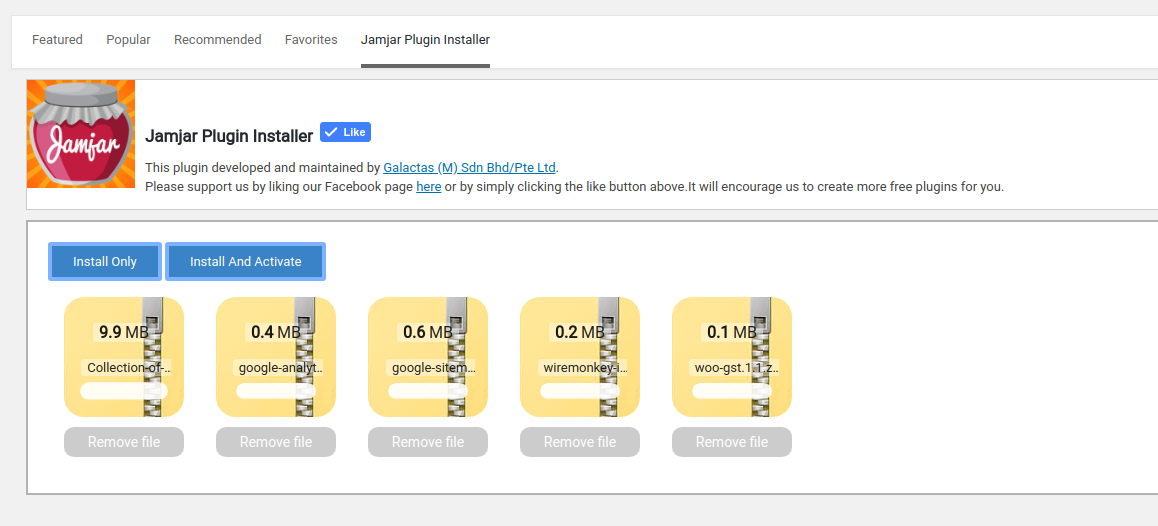 Featured Popular Recommended Favorites Jamjar Plugin Installer
Jamjar
Jamjar Plugin Installer Like
This plugin developed and maintained by Galactas (M) Sdn Bhd/Pte Ltd.
Please support us by liking our Facebook page here or by simply clicking the like button above.It will encourage us to create more free plugins for you.
Install Only Install And Activate
9.9 MB 0.4 MB 0.6 MB 0.2 MB 0.1 MB
Collection-of-.. google-analyt.. google-sitem... wiremonkey-i... woo-gst.1.1.z..
Remove file Remove file Remove file Remove file Remove file